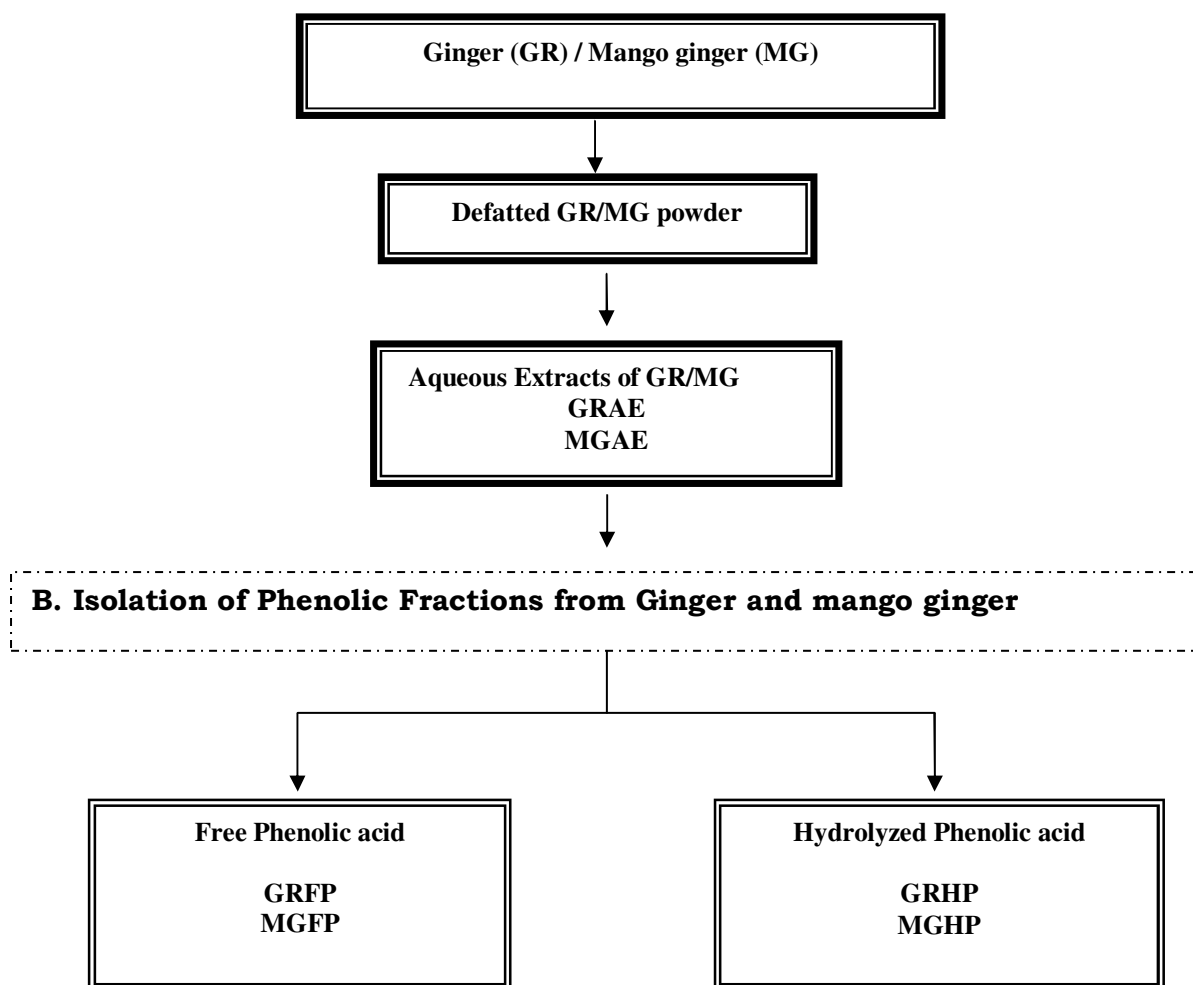 Ginger (GR) / Mango ginger (MG)
Defatted GR/MG powder
Aqueous Extracts of GR/MG
GRAE
MGAE
B. Isolation of Phenolic Fractions from Ginger and mango ginger
Free Phenolic acid
GRFP
MGFP
Hydrolyzed Phenolic acid
GRHP
MGHP